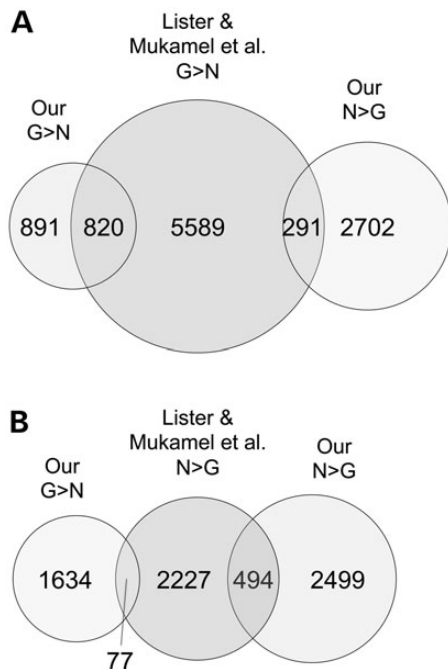 A
Lister &
Mukamel et al.
G>N
Our
G>N
Our
N>G
891
820
5589
291
2702
B
Lister &
Mukamel et al.
N>G
Our
G>N
Our
N>G
1634
2227
494
2499
77